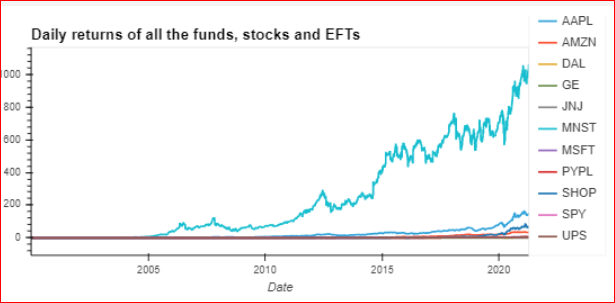 Daily returns of all the funds, stocks and EFTs
AAPL
AMZN
DAL
GE
JNJ
MNST
MSFT
PYPL
SHOP
SPY
UPS
1000
800
600
400
200
0
2005
2010
2015
2020
Date